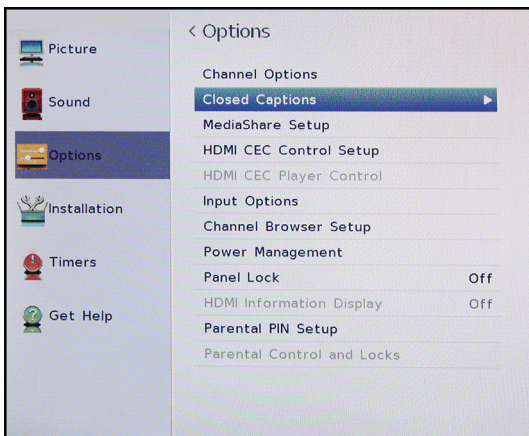 Picture
Sound
Options
Installation
Timers
Get Help
< Options
Channel Options
Closed Captions
MediaShare Setup
HDMI CEC Control Setup
HDMI CEC Player Control
Input Options
Channel Browser Setup
Power Management
Panel Lock Off
HDMI Information Display Off
Parental PIN Setup
Parental Control and Locks